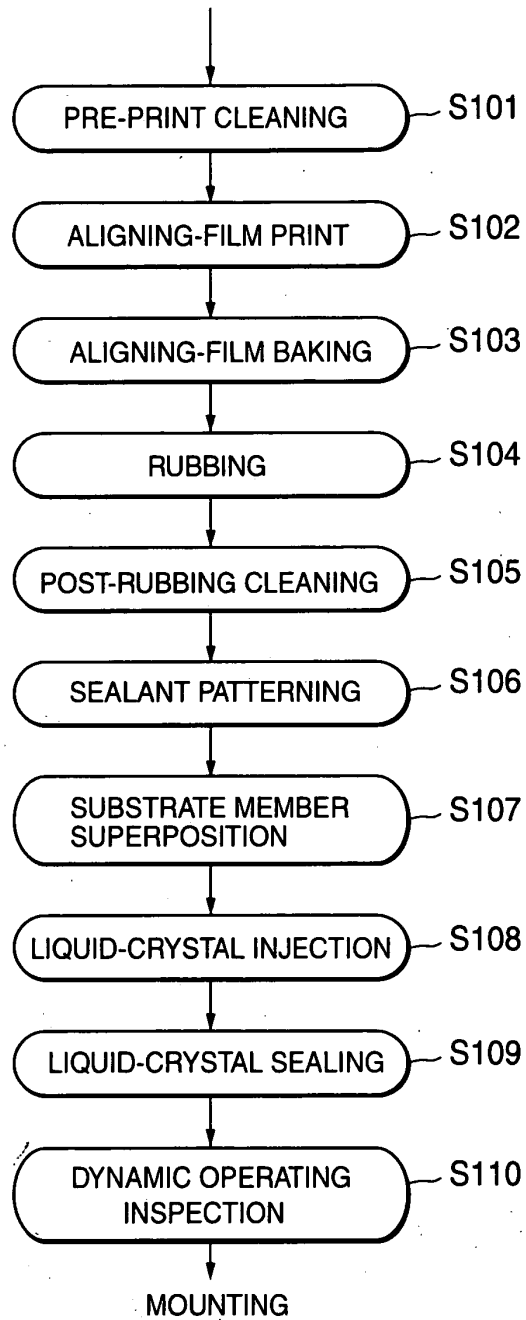 PRE-PRINT CLEANING S101
ALIGNING-FILM PRINT S102
ALIGNING-FILM BAKING S103
RUBBING S104
POST-RUBBING CLEANING S105
SEALANT PATTERNING S106
SUBSTRATE MEMBER
SUPERPOSITION S107
LIQUID-CRYSTAL INJECTION S108
LIQUID-CRYSTAL SEALING S109
DYNAMIC OPERATING
INSPECTION S110
MOUNTING